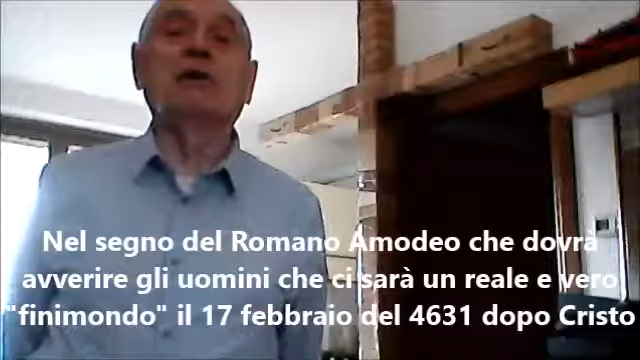 Nel segno del Romano Amodeo che dovrà
avverire gli uomini che ci sarà un reale e vero
"finimondo" il 17 febbraio del 4631 dopo Cristo